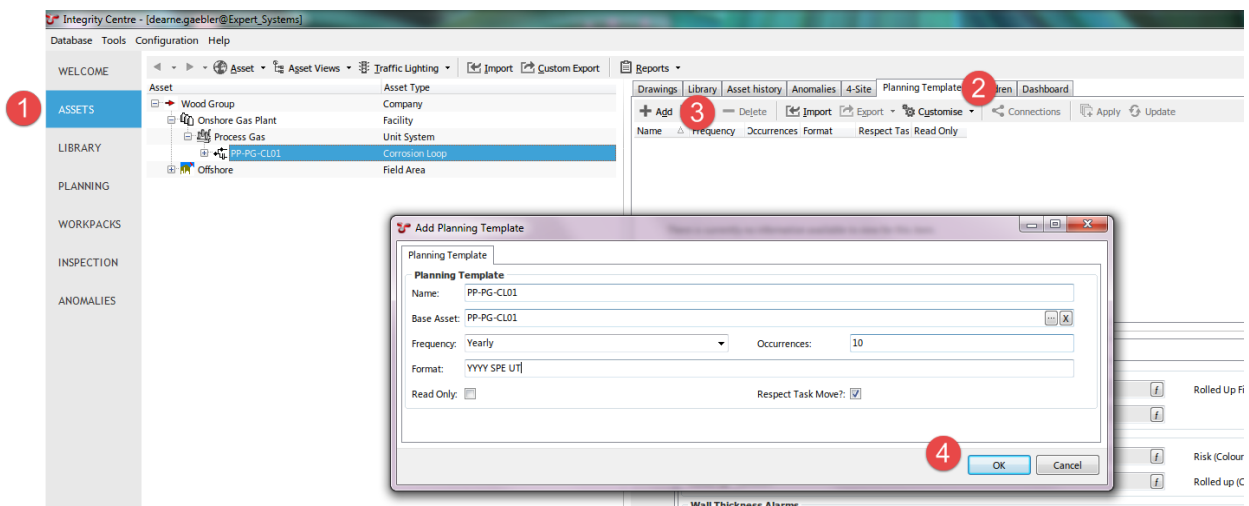 Integrity Centre - [dearne.gaebler@Expert_Systems]
Database Tools Configuration Help
WELCOME
ASSETS
LIBRARY
PLANNING
WORKPACKS
INSPECTION
ANOMALIES
1
Asset Asset Views Traffic Lighting Import Custom Export Reports
Asset Asset Type
Wood Group Company
Onshore Gas Plant Facility
Process Gas Unit System
PP-PG-CL01 Corrosion Loop
Offshore Field Area
Drawings Library Asset history Anomalies 4-Site Planning Template 2 Dashboard
Add 3 Delete Import Export Customise Connections Apply Update
Name Frequency Occurrences Format Respect Tas Read Only
Add Planning Template
Planning Template
Planning Template
Name: PP-PG-CL01
Base Asset: PP-PG-CL01 ... X
Frequency: Yearly Occurrences: 10
Format: YYYY SPE UT
Read Only: Respect Task Move?:
4
OK Cancel
f Rolled Up
f
f Risk (Colour
f Rolled up
Wall Thickness Alarms